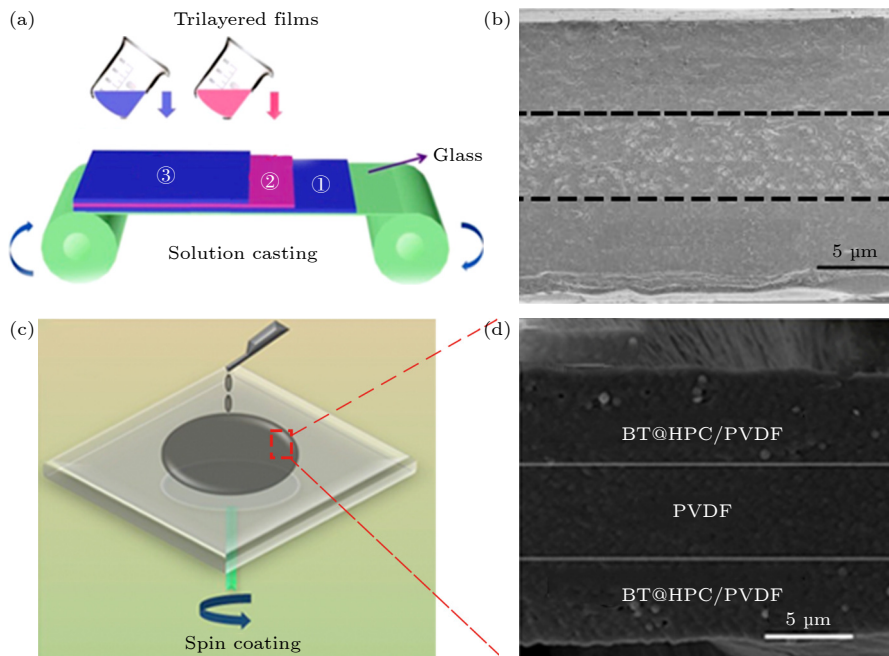 (a)
Trilayered films
Glass
③
②
①
Solution casting
(b)
5 µm
(c)
Spin coating
(d)
BT@HPC/PVDF
PVDF
BT@HPC/PVDF
5 µm